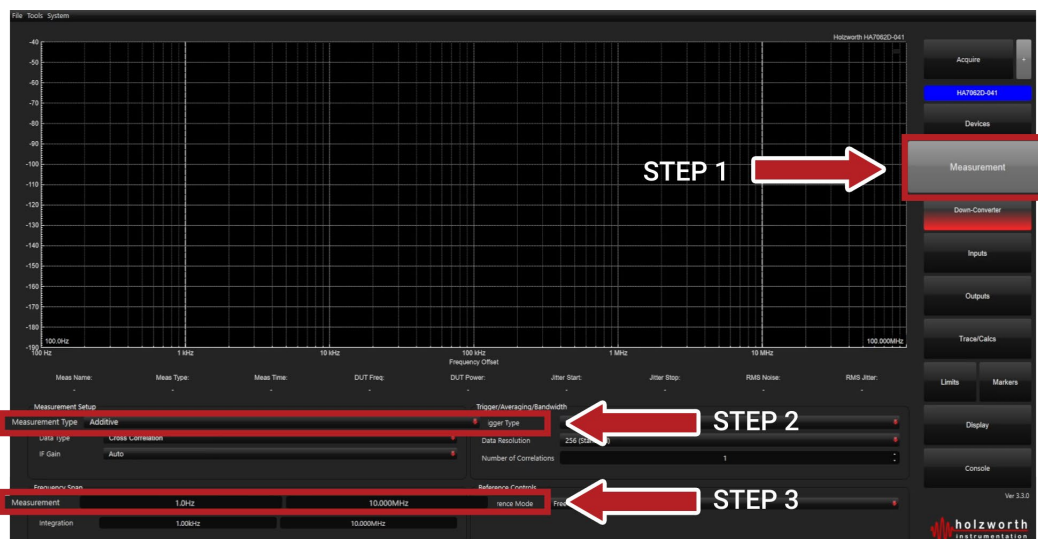 File Tools System
Holzworth HA7062D-041
-40
-50
-60
-70
-80
-90
-100
-110
-120
-130
-140
-150
-160
-170
-180
-190
100.0Hz
100.000MHz
100 Hz 1 kHz 10 kHz 100 kHz 1 MHz 10 MHz
Frequency Offset
Meas Name: Meas Type: Meas Time: DUT Freq: DUT Power: Jitter Start: Jitter Stop: RMS Noise: RMS Jitter:
- - - - - - - - -
Measurement Setup
Measurement Type Additive
Data Type Cross Correlation
IF Gain Auto
Trigger/Averaging/Bandwidth
igger Type
Data Resolution 256
Number of Correlations 1
Frequency Span
Measurement 1.0Hz 10.000MHz
Integration 1.00kHz 10.000MHz
Reference Controls
rence Mode
STEP 1
STEP 2
STEP 3
Acquire
+
HA7062D-041
Devices
Measurement
Down-Converter
Inputs
Outputs
Trace/Calcs
Limits Markers
Display
Console
Ver 3.3.0
holzworth
instrumentation